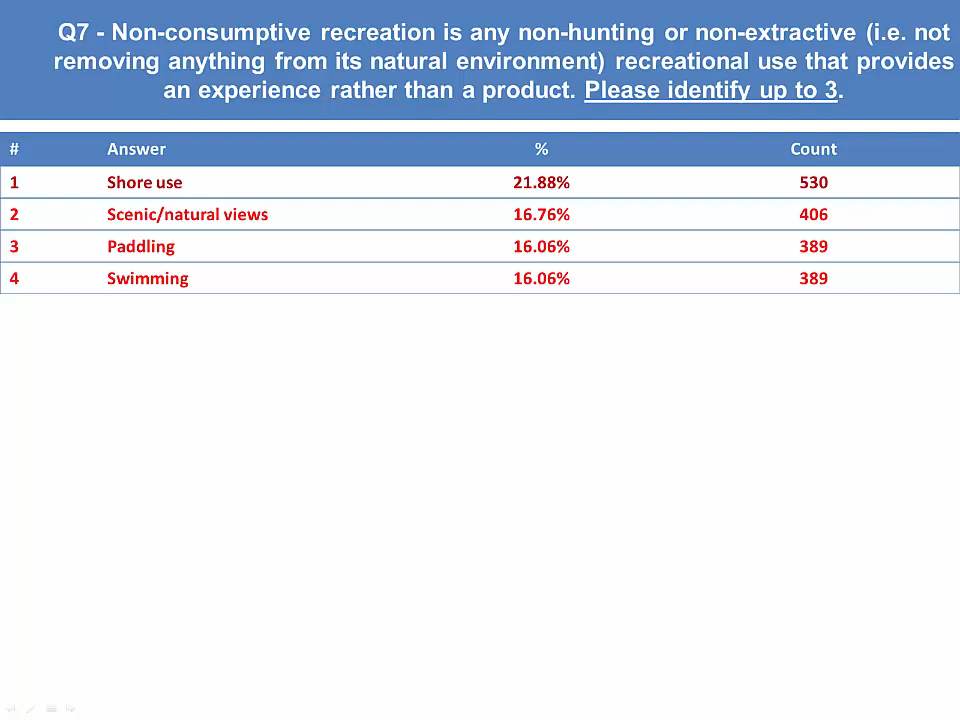 Q7 - Non-consumptive recreation is any non-hunting or non-extractive (i.e. not
removing anything from its natural environment) recreational use that provides
an experience rather than a product. Please identify up to 3.
# Answer % Count
1 Shore use 21.88% 530
2 Scenic/natural views 16.76% 406
3 Paddling 16.06% 389
4 Swimming 16.06% 389